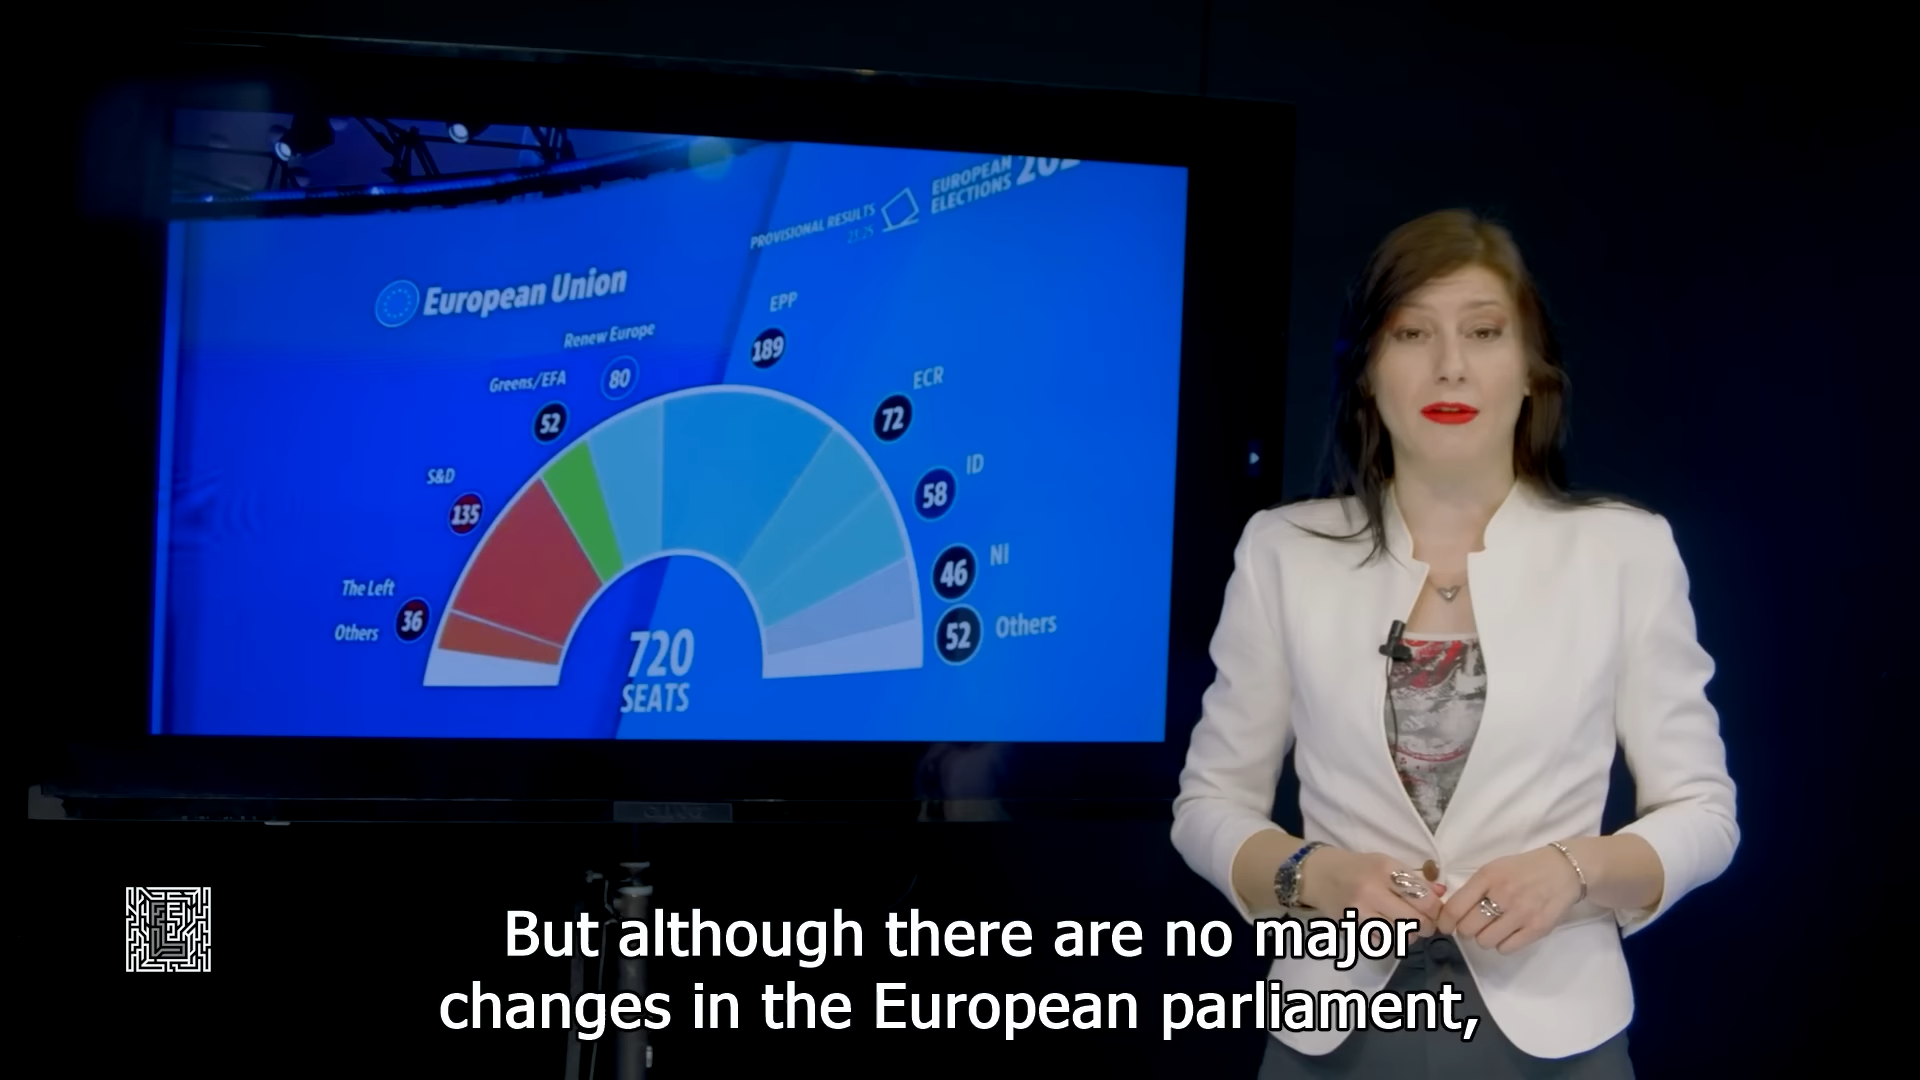 EUROPEAN
ELECTIONS
PROVISIONAL RESULTS
23:25
European Union
Renew Europe
80
EPP
189
Greens/EFA
52
ECR
72
S&D
135
ID
58
NI
46
The Left
36
Others
52
Others
720
SEATS
But although there are no major
changes in the European parliament,